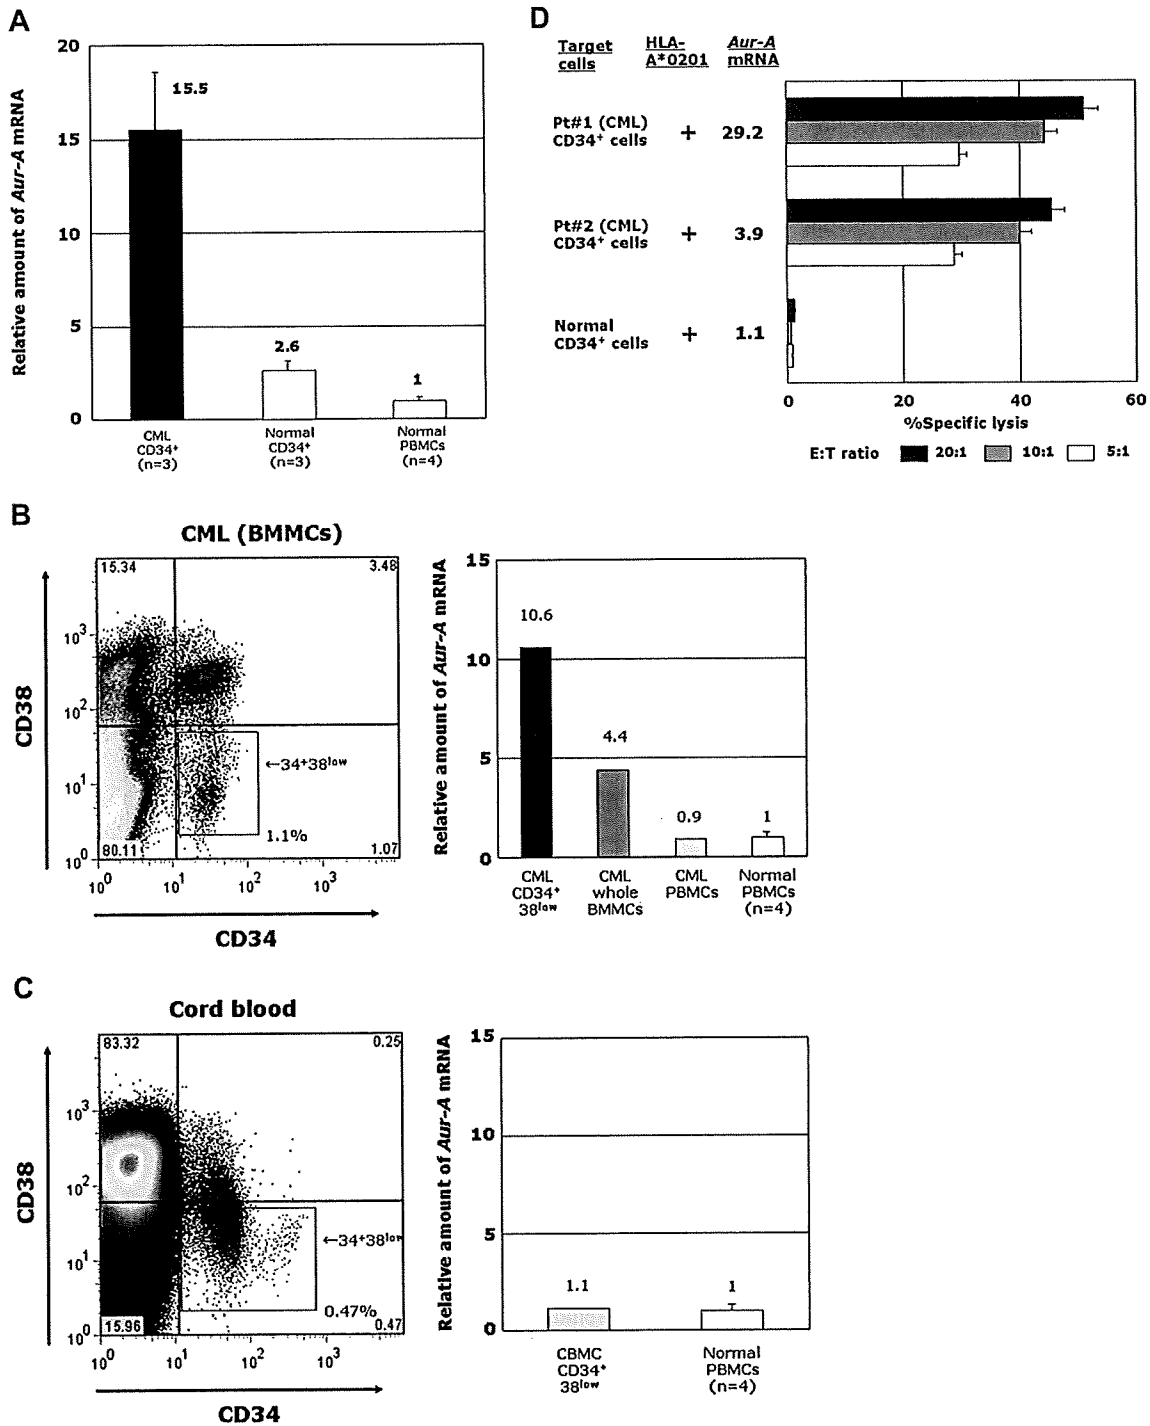 A
Relative amount of Aur-A mRNA
20
15
10
5
0
15.5
2.6
1
CML
CD34+
(n=3)
Normal
CD34+
(n=3)
Normal
PBMCs
(n=4)
D
Target
cells
HLA-
A*0201
Aur-A
mRNA
Pt#1 (CML)
CD34+ cells
+
29.2
Pt#2 (CML)
CD34+ cells
+
3.9
Normal
CD34+ cells
+
1.1
0
20
40
60
%Specific lysis
E:T ratio
20:1
10:1
5:1
B
CML (BMMCs)
15.34
3.48
80.11
1.07
←34+38low
1.1%
CD38
10³
10²
10¹
10⁰
10⁰
10¹
10²
10³
CD34
Relative amount of Aur-A mRNA
15
10
5
0
10.6
4.4
0.9
1
CML
CD34+
38low
CML
whole
BMMCs
CML
PBMCs
Normal
PBMCs
(n=4)
C
Cord blood
83.32
0.25
15.96
0.47
←34+38low
0.47%
CD38
10³
10²
10¹
10⁰
10⁰
10¹
10²
10³
CD34
Relative amount of Aur-A mRNA
15
10
5
0
1.1
1
CBMC
CD34+
38low
Normal
PBMCs
(n=4)